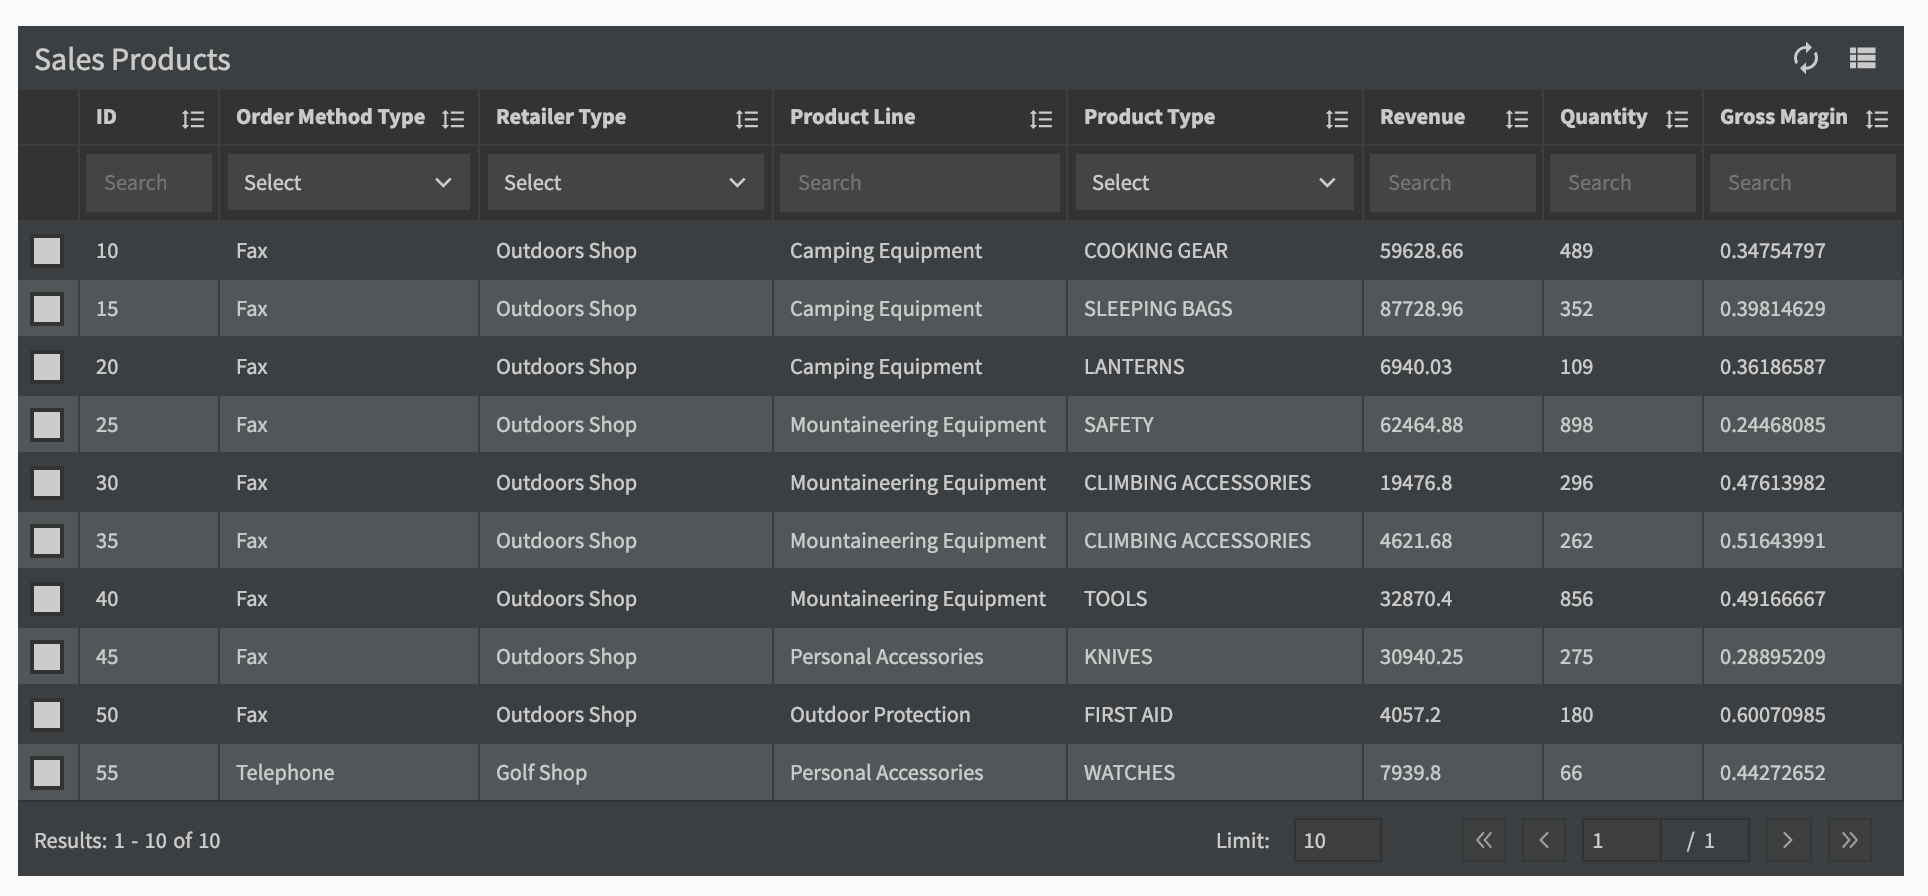 Sales Products
ID Order Method Type Retailer Type Product Line Product Type Revenue Quantity Gross Margin
Search Select Select Search Select Search Search Search
10 Fax Outdoors Shop Camping Equipment COOKING GEAR 59628.66 489 0.34754797
15 Fax Outdoors Shop Camping Equipment SLEEPING BAGS 87728.96 352 0.39814629
20 Fax Outdoors Shop Camping Equipment LANTERNS 6940.03 109 0.36186587
25 Fax Outdoors Shop Mountaineering Equipment SAFETY 62464.88 898 0.24468085
30 Fax Outdoors Shop Mountaineering Equipment CLIMBING ACCESSORIES 19476.8 296 0.47613982
35 Fax Outdoors Shop Mountaineering Equipment CLIMBING ACCESSORIES 4621.68 262 0.51643991
40 Fax Outdoors Shop Mountaineering Equipment TOOLS 32870.4 856 0.49166667
45 Fax Outdoors Shop Personal Accessories KNIVES 30940.25 275 0.28895209
50 Fax Outdoors Shop Outdoor Protection FIRST AID 4057.2 180 0.60070985
55 Telephone Golf Shop Personal Accessories WATCHES 7939.8 66 0.44272652
Results: 1 - 10 of 10 Limit: 10 1 / 1